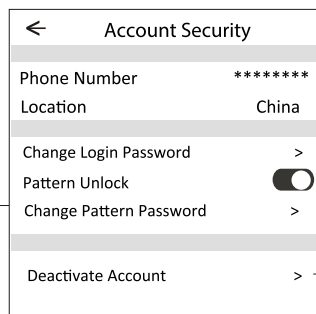 Account Security
Phone Number ********
Location China
Change Login Password >
Pattern Unlock
Change Pattern Password >
Deactivate Account >